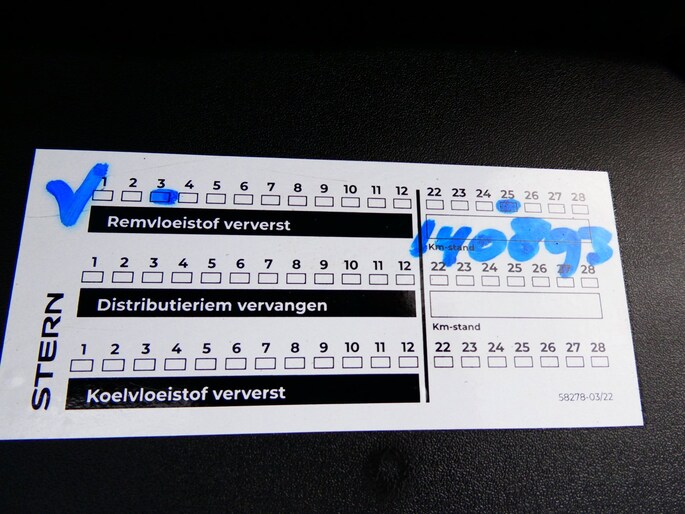 1 2 3 4 5 6 7 8 9 10 11 12 22 23 24 25 26 27 28
Remvloeistof ververst
140893
Km-stand
1 2 3 4 5 6 7 8 9 10 11 12 22 23 24 25 26 27 28
Distributieriem vervangen
Km-stand
1 2 3 4 5 6 7 8 9 10 11 12 22 23 24 25 26 27 28
Koelvloeistof ververst
S8278-03/22
STERN